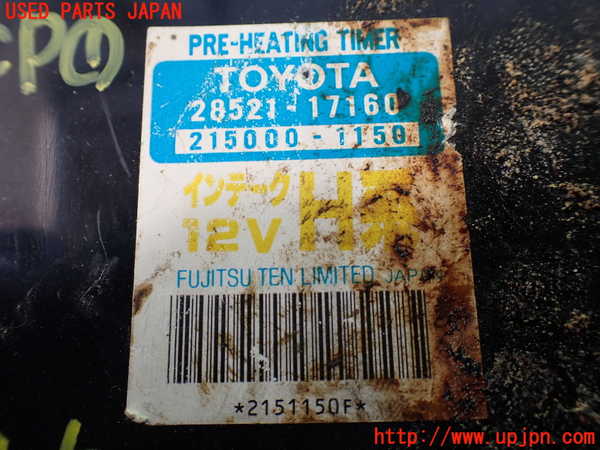 USED PARTS JAPAN
CP①
PRE-HEATING TIMER
TOYOTA
28521-17160
215000-1150
インテーク H系
12V
FUJITSU TEN LIMITED JAPAN
*2151150F*
http://www.upjpn.com/